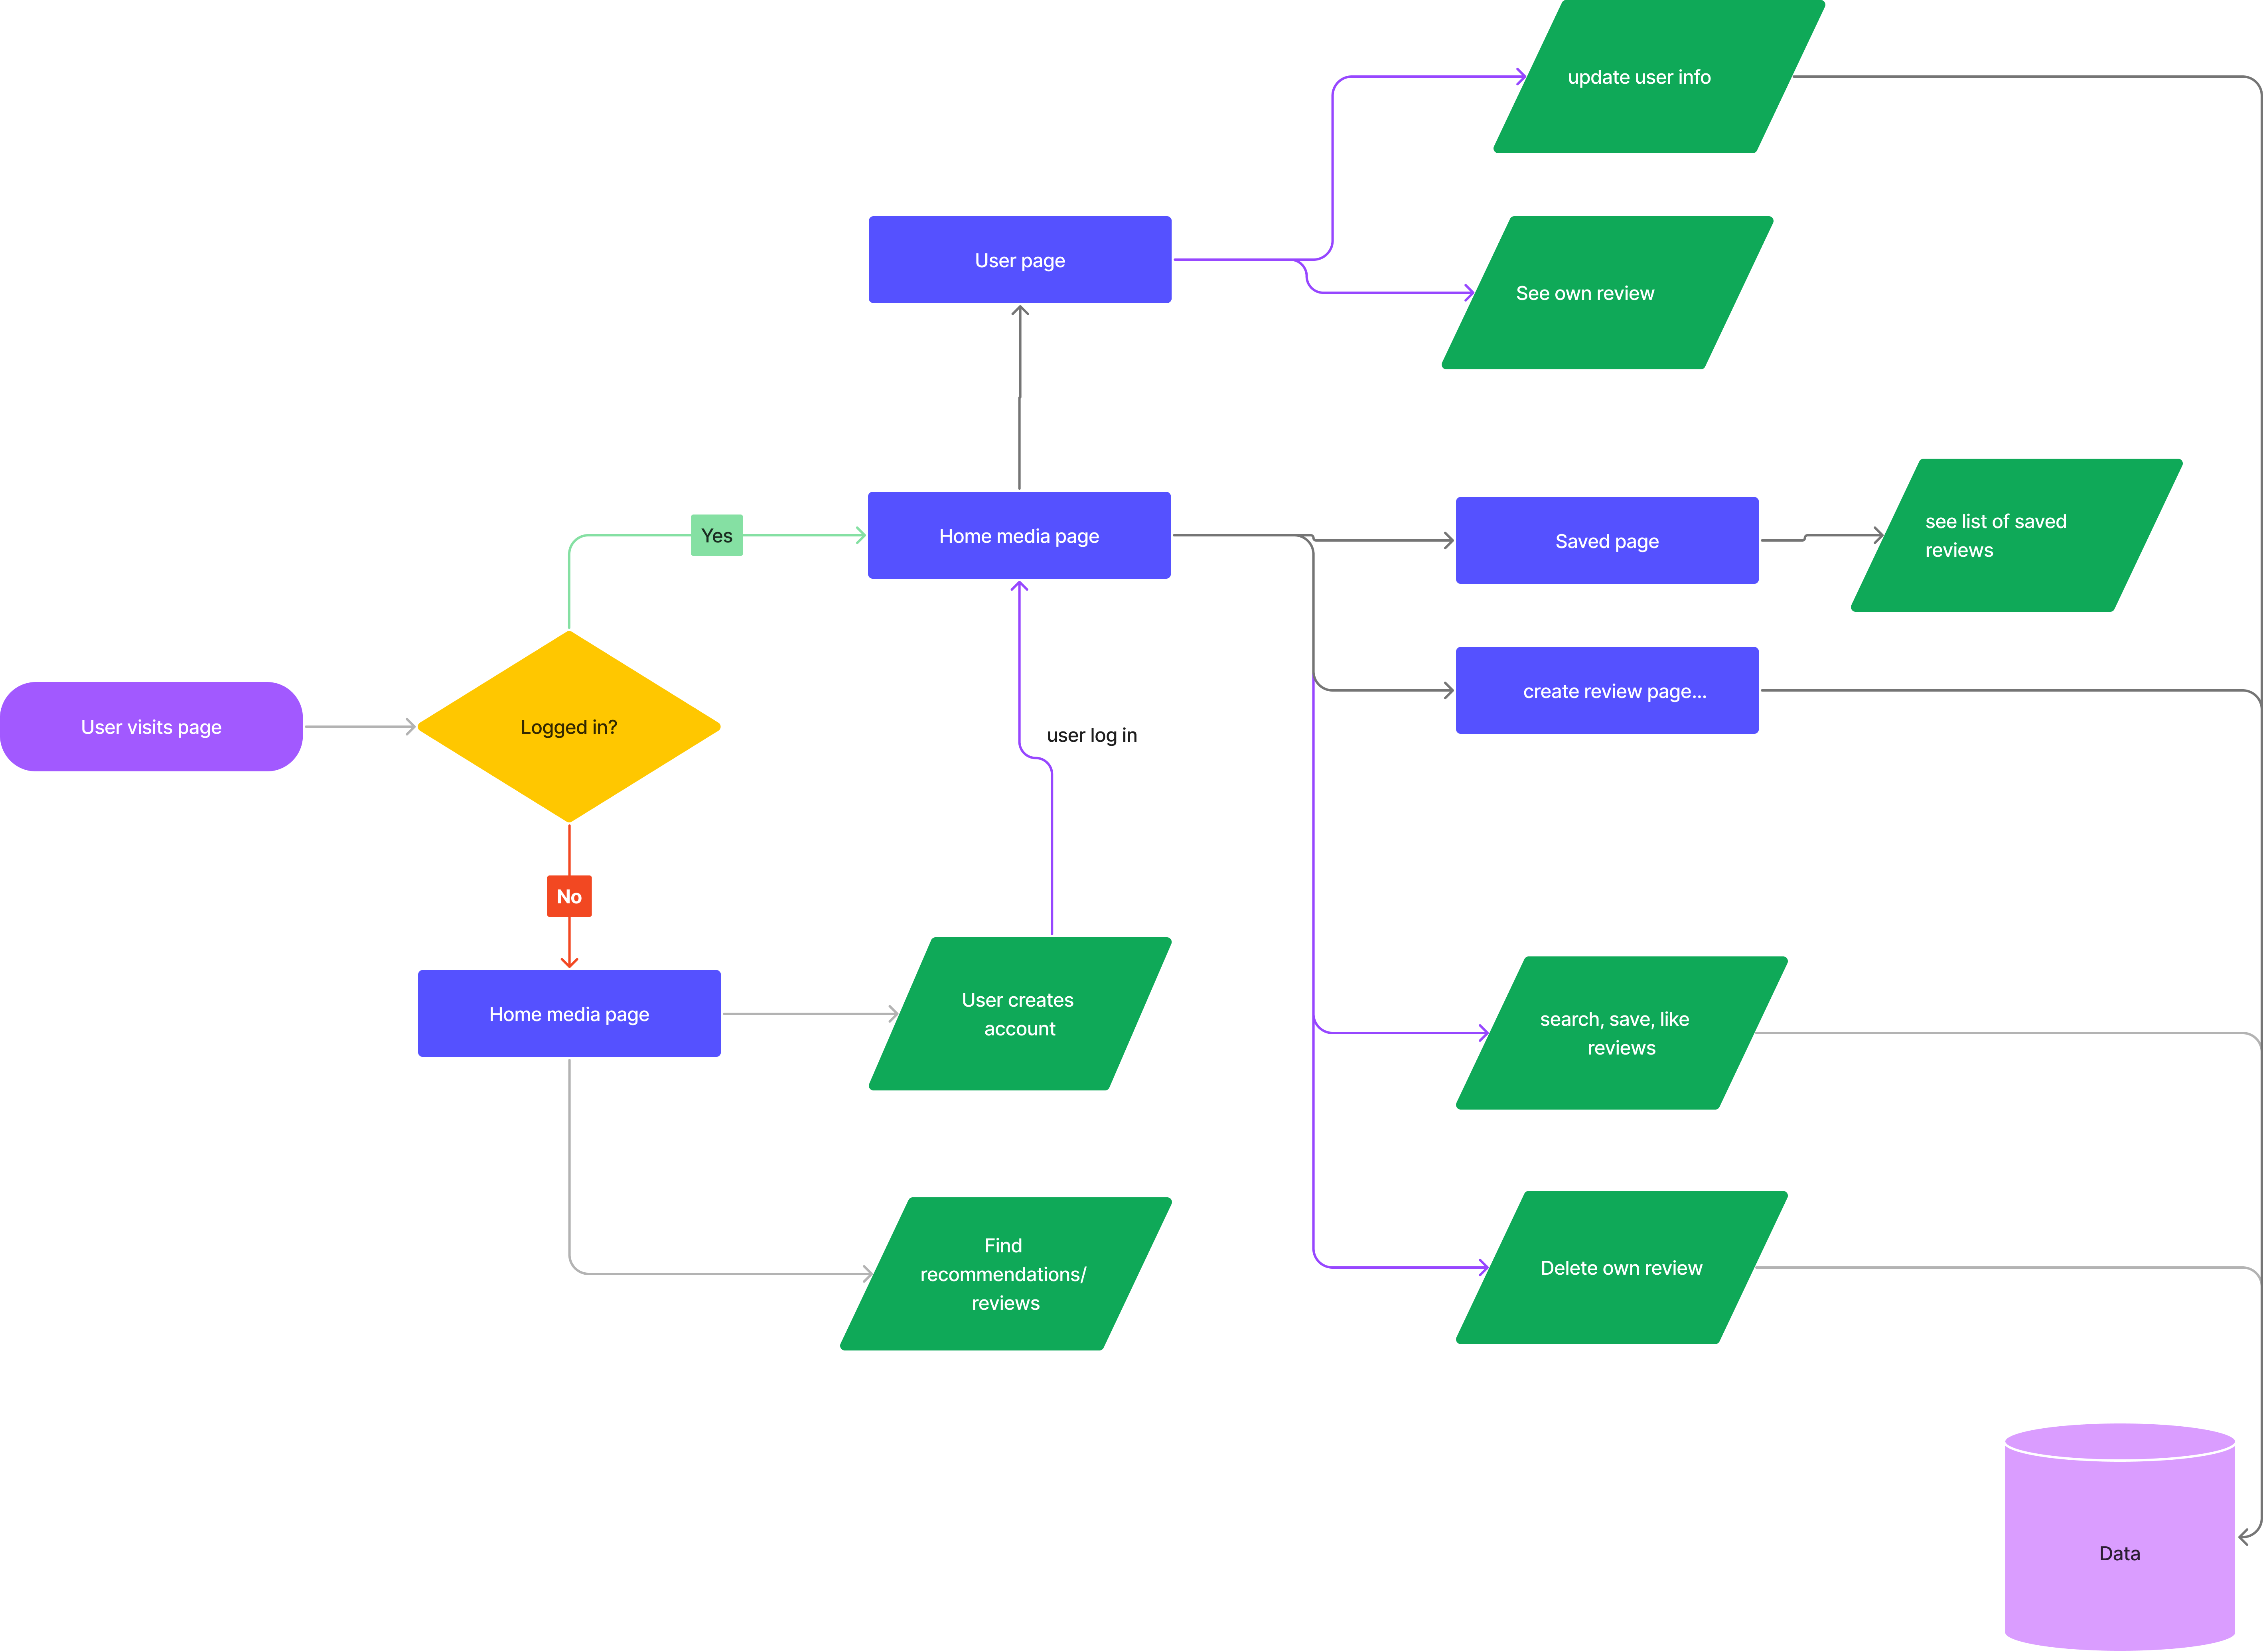 update user info
User page
See own review
Yes
Home media page
Saved page
see list of saved
reviews
create review page...
User visits page
Logged in?
user log in
No
Home media page
User creates
account
search, save, like
reviews
Find
recommendations/
reviews
Delete own review
Data